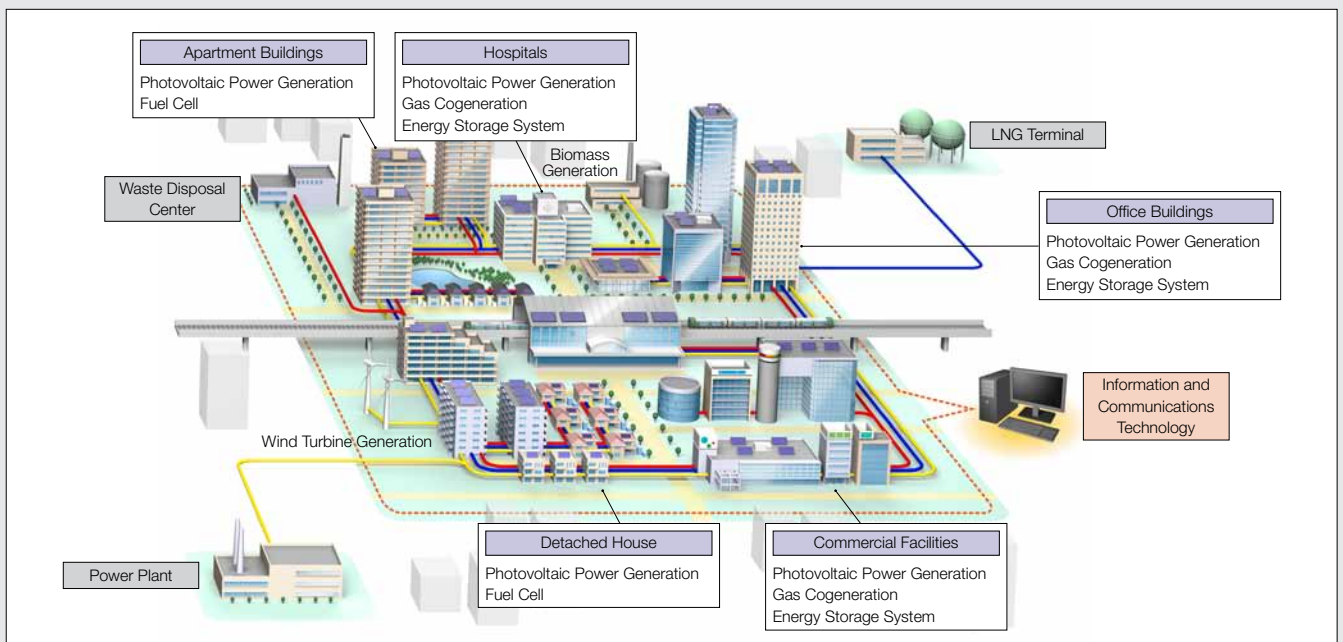 Apartment Buildings
Photovoltaic Power Generation
Fuel Cell
Hospitals
Photovoltaic Power Generation
Gas Cogeneration
Energy Storage System
Biomass
Generation
LNG Terminal
Waste Disposal
Center
Office Buildings
Photovoltaic Power Generation
Gas Cogeneration
Energy Storage System
Information and
Communications
Technology
Wind Turbine Generation
Power Plant
Detached House
Photovoltaic Power Generation
Fuel Cell
Commercial Facilities
Photovoltaic Power Generation
Gas Cogeneration
Energy Storage System